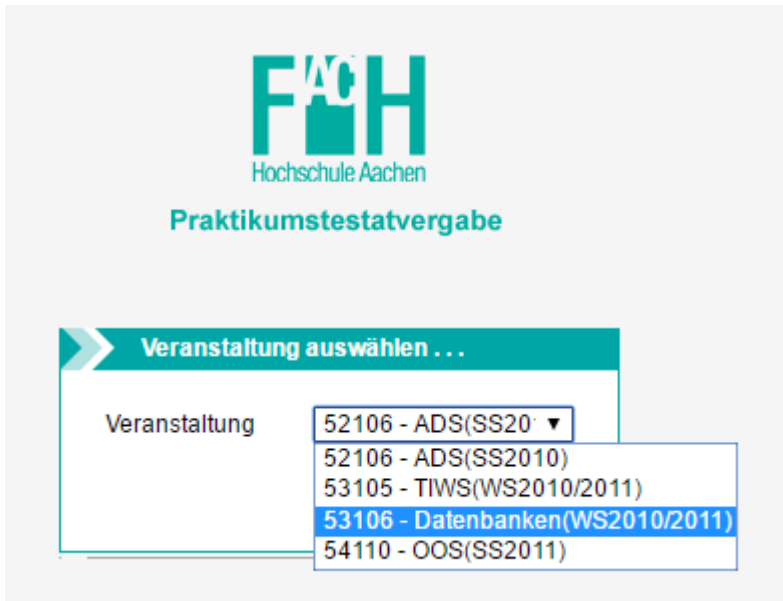 FACH
Hochschule Aachen
Praktikumstestatvergabe
Veranstaltung auswählen . . .
Veranstaltung
52106 - ADS(SS20
52106 - ADS(SS2010)
53105 - TIWS(WS2010/2011)
53106 - Datenbanken(WS2010/2011)
54110 - OOS(SS2011)